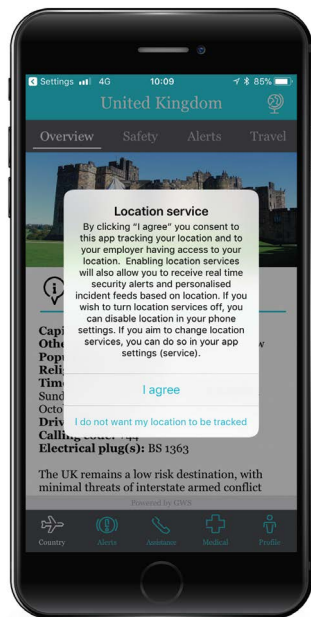 Settings 4G 10:09 85%
United Kingdom
Overview Safety Alerts Travel
Location service
By clicking "I agree" you consent to
this app tracking your location and to
your employer having access to your
location. Enabling location services
will also allow you to receive real time
security alerts and personalised
incident feeds based on location. If you
wish to turn location services off, you
can disable location in your phone
settings. If you aim to change location
services, you can do so in your app
settings (service).
I agree
I do not want my location to be tracked
Capi
Othe w
Popu
Relig
Time
Sund
Octo
Driv
Calling code: +44
Electrical plug(s): BS 1363
The UK remains a low risk destination, with
minimal threats of interstate armed conflict
Powered by GWS
Country Alerts Assistance Medical Profile